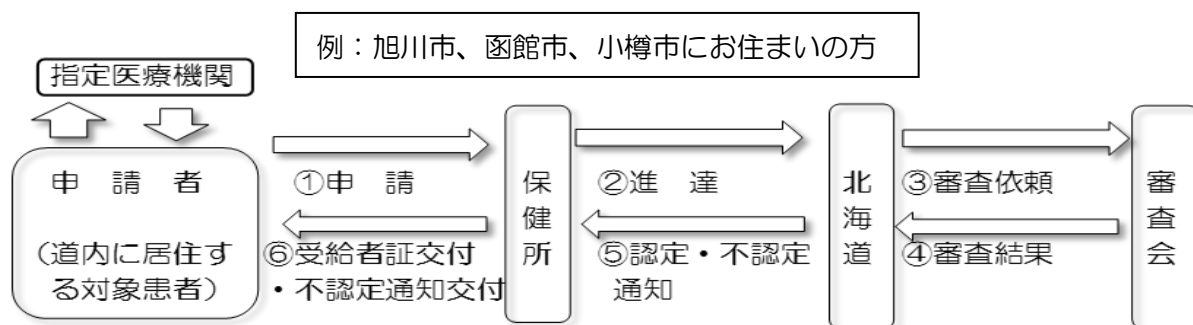 例：旭川市、函館市、小樽市にお住まいの方
指定医療機関
申　請　者
（道内に居住す
る対象患者）
①申　請
⑥受給者証交付
・不認定通知交付
保健所
②進　達
⑤認定・不認定
通知
北海道
③審査依頼
④審査結果
審査会